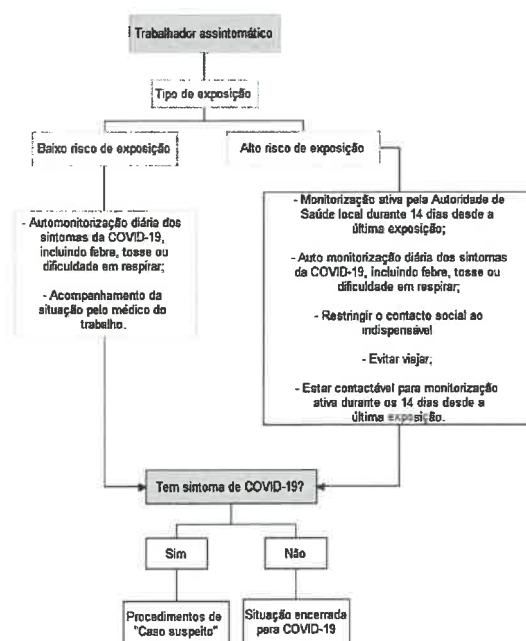 Trabalhador assintomático
Tipo de exposição
Baixo risco de exposição
Alto risco de exposição
- Automonitorização diária dos
sintomas da COVID-19,
incluindo febre, tosse ou
dificuldade em respirar;
- Acompanhamento da
situação pelo médico do
trabalho.
- Monitorização ativa pela Autoridade de
Saúde local durante 14 dias desde a
última exposição;
- Auto monitorização diária dos sintomas
da COVID-19, incluindo febre, tosse ou
dificuldade em respirar;
- Restringir o contacto social ao
indispensável
- Evitar viajar;
- Estar contactável para monitorização
ativa durante os 14 dias desde a
última exposição.
Tem sintoma de COVID-19?
Sim
Não
Procedimentos de
"Caso suspeito"
Situação encerrada
para COVID-19